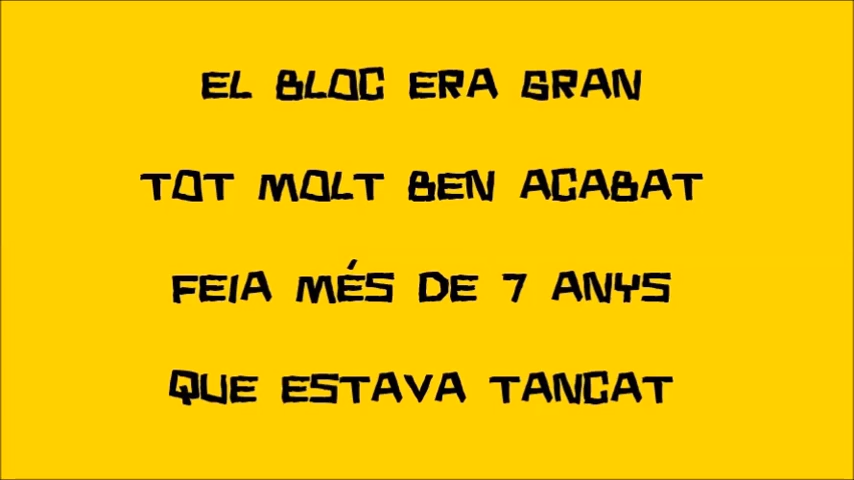 EL BLOC ERA GRAN
TOT MOLT BEN ACABAT
FEIA MÉS DE 7 ANYS
QUE ESTAVA TANCAT